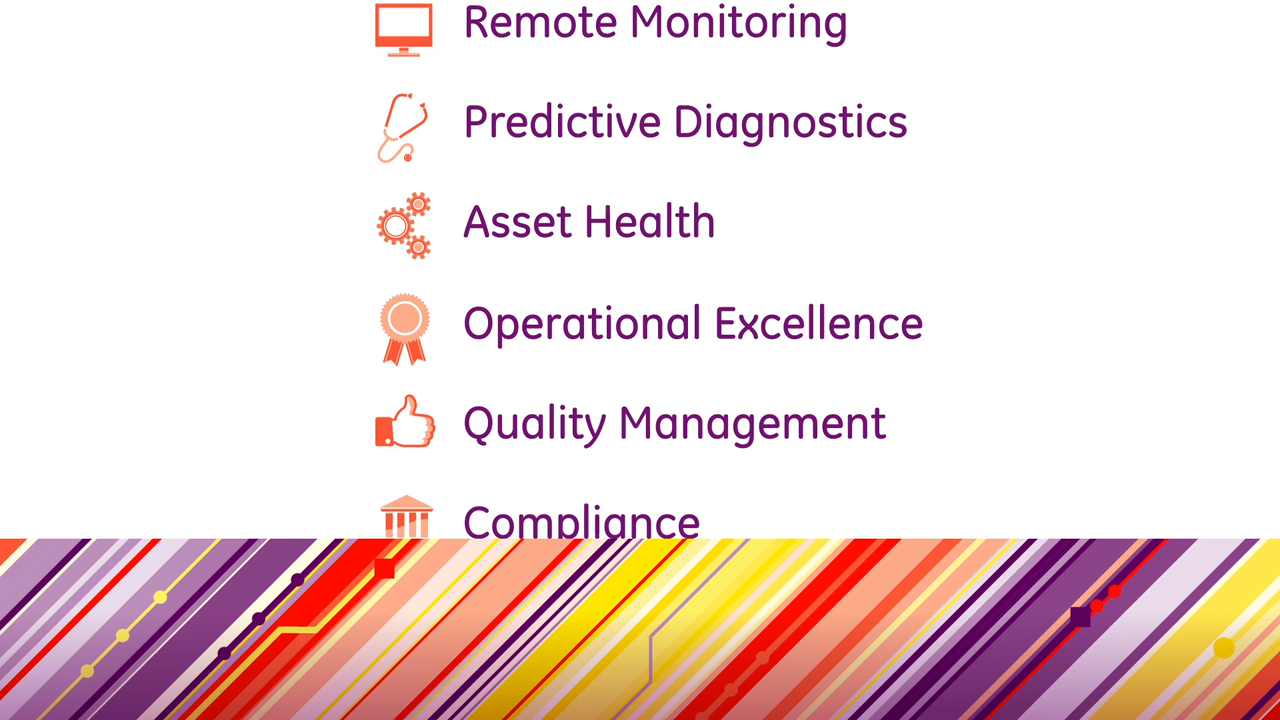 Remote Monitoring
Predictive Diagnostics
Asset Health
Operational Excellence
Quality Management
Compliance